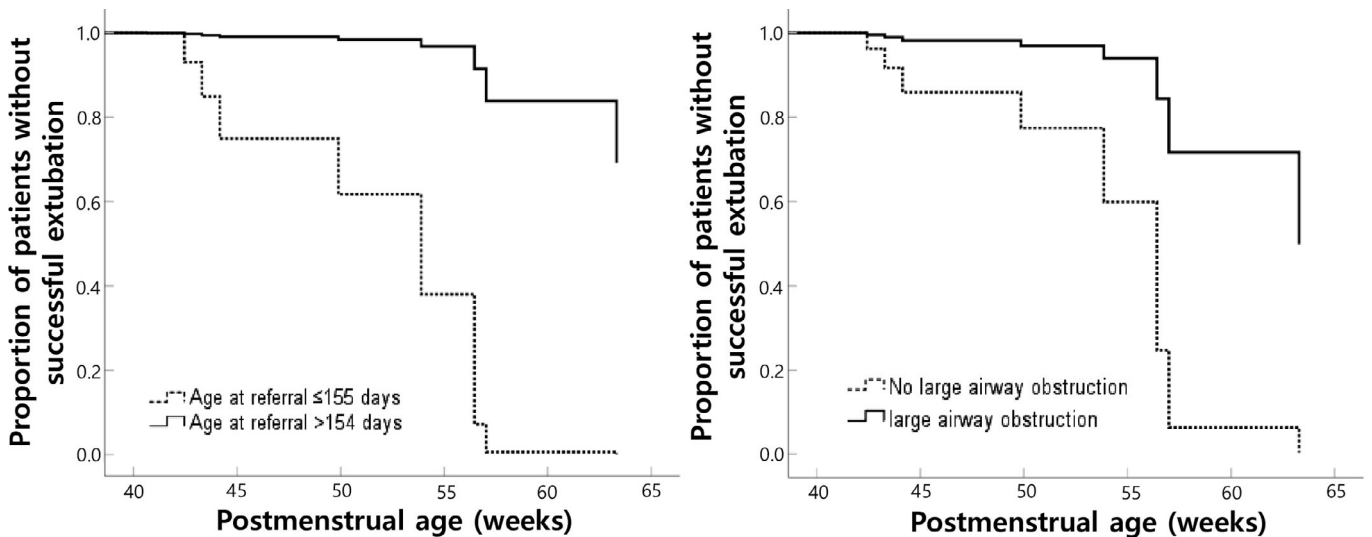 Proportion of patients without
successful extubation
1.0
0.8
0.6
0.4
0.2
0.0
Age at referral ≤155 days
Age at referral >154 days
40
45
50
55
60
65
Postmenstrual age (weeks)
Proportion of patients without
successful extubation
1.0
0.8
0.6
0.4
0.2
0.0
No large airway obstruction
large airway obstruction
40
45
50
55
60
65
Postmenstrual age (weeks)